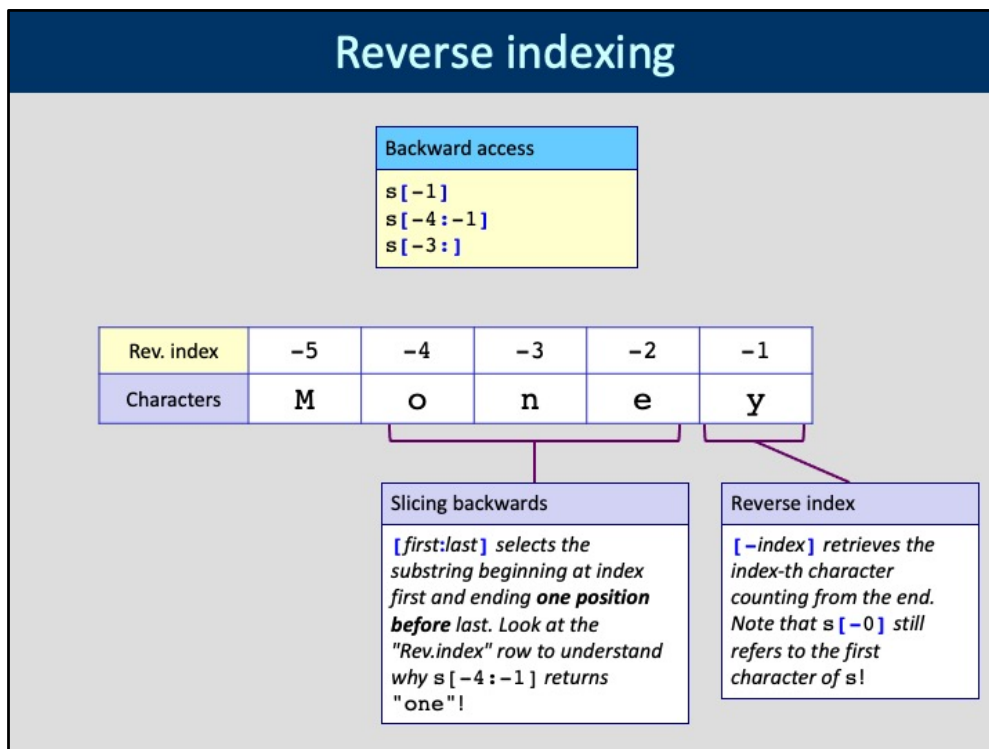 Reverse indexing
Backward access
s[-1]
s[-4:-1]
s[-3:]
Rev. index -5 -4 -3 -2 -1
Characters M o n e y
Slicing backwards
[first:last] selects the
substring beginning at index
first and ending one position
before last. Look at the
"Rev.index" row to understand
why s[-4:-1] returns
"one"!
Reverse index
[-index] retrieves the
index-th character
counting from the end.
Note that s[-0] still
refers to the first
character of s!